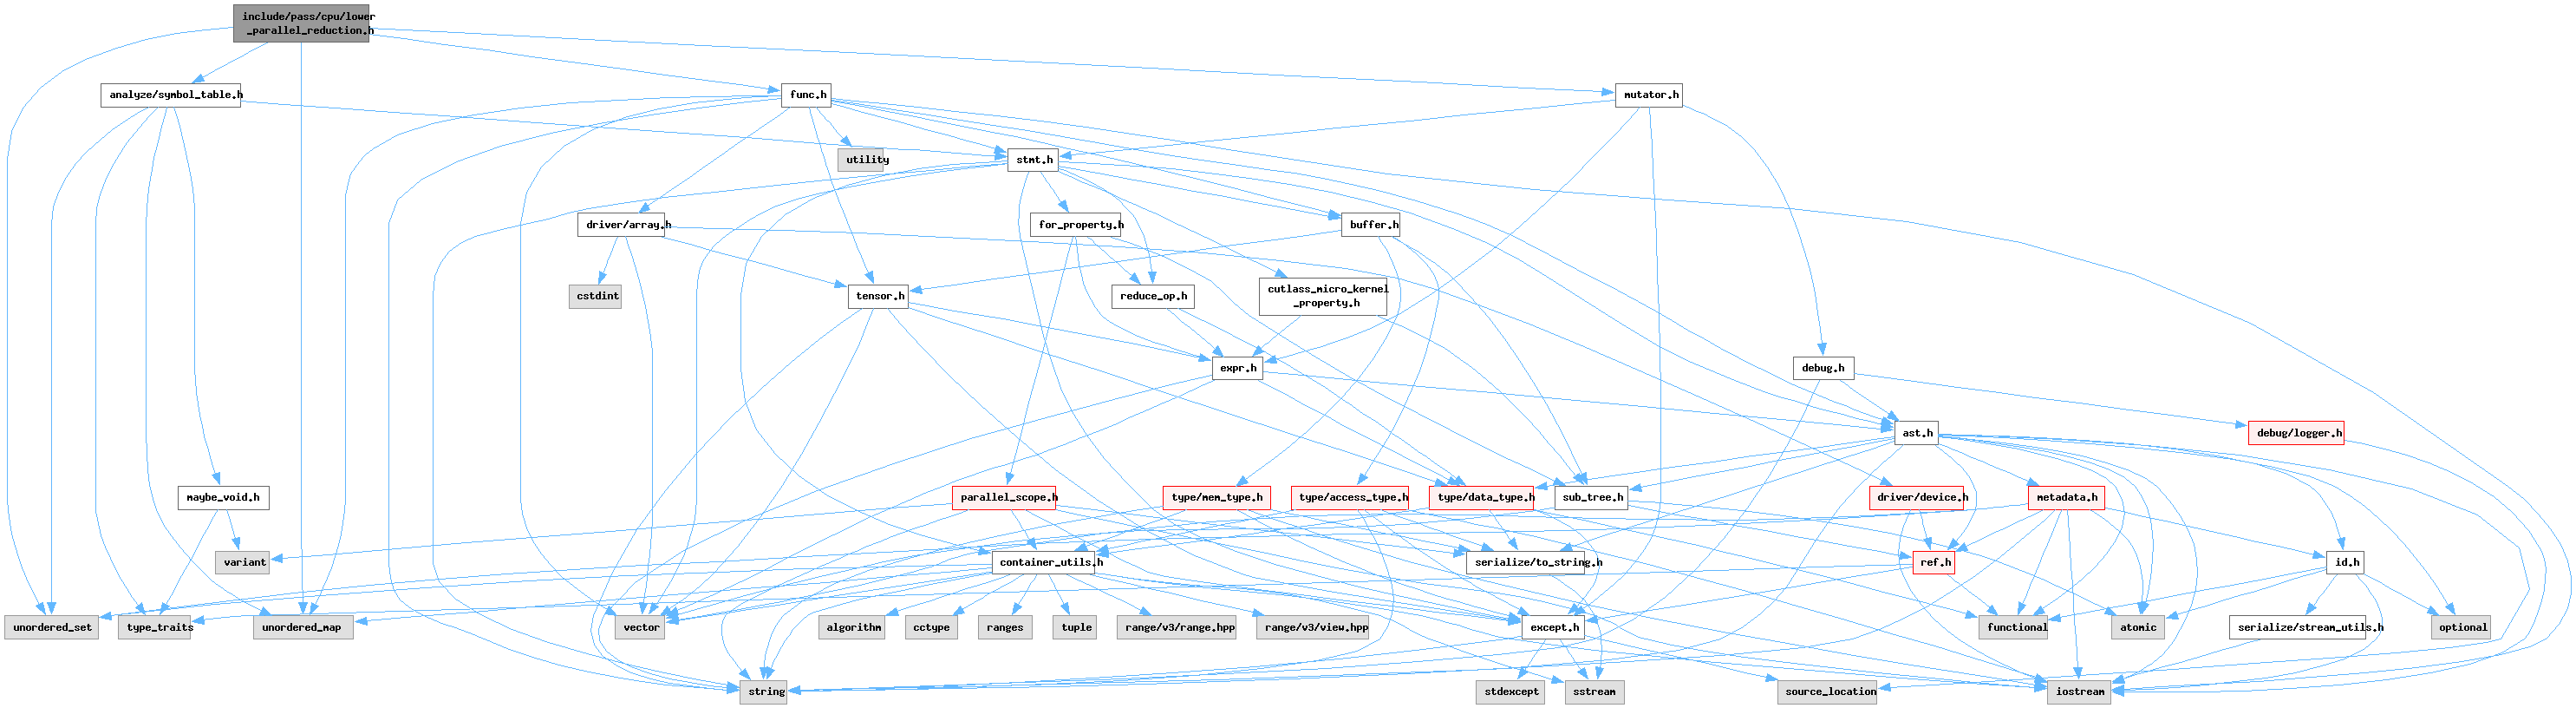 include/pass/cpu/lower
_parallel_reduction.h
analyze/symbol_table.h
func.h
mutator.h
utility
stmt.h
driver/array.h
for_property.h
buffer.h
cstdint
tensor.h
reduce_op.h
cutlass_micro_kernel
_property.h
expr.h
debug.h
ast.h
debug/logger.h
maybe_void.h
parallel_scope.h
type/mem_type.h
type/access_type.h
type/data_type.h
sub_tree.h
driver/device.h
metadata.h
variant
container_utils.h
serialize/to_string.h
ref.h
id.h
unordered_set
type_traits
unordered_map
vector
algorithm
cctype
ranges
tuple
range/v3/range.hpp
range/v3/view.hpp
except.h
functional
atomic
serialize/stream_utils.h
optional
string
stdexcept
sstream
source_location
iostream